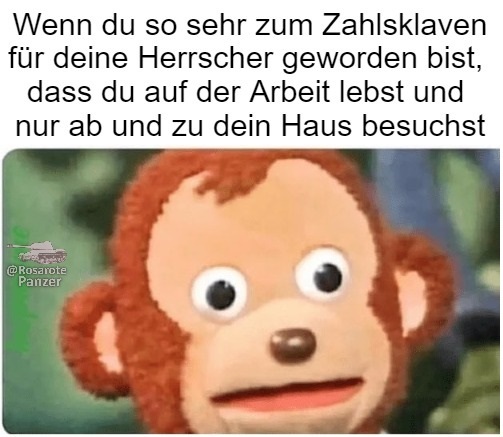 Wenn du so sehr zum Zahlsklaven
für deine Herrscher geworden bist,
dass du auf der Arbeit lebst und
nur ab und zu dein Haus besuchst
@Rosarote
Panzer